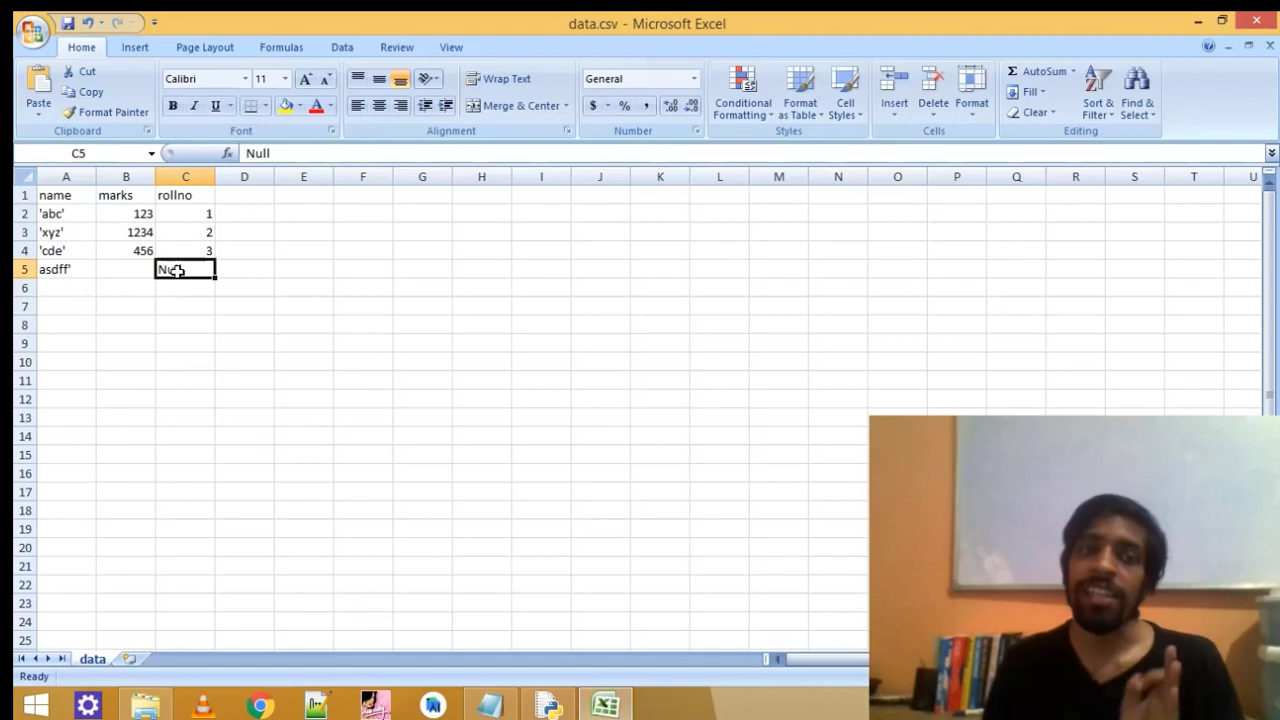 data.csv - Microsoft Excel
Home Insert Page Layout Formulas Data Review View
Cut
Copy
Format Painter
Paste
Calibri 11
B I U
Wrap Text
Merge & Center
General
$ % ,
Conditional Formatting
Format as Table
Cell Styles
Insert Delete Format
AutoSum
Fill
Clear
Sort & Filter
Find & Select
Clipboard Font Alignment Number Styles Cells Editing
C5 fx Null
A B C D E F G H I J K L M N O P Q R S T U
1 name marks rollno
2 'abc' 123 1
3 'xyz' 1234 2
4 'cde' 456 3
5 asdff'
6
7
8
9
10
11
12
13
14
15
16
17
18
19
20
21
22
23
24
25
data
Ready